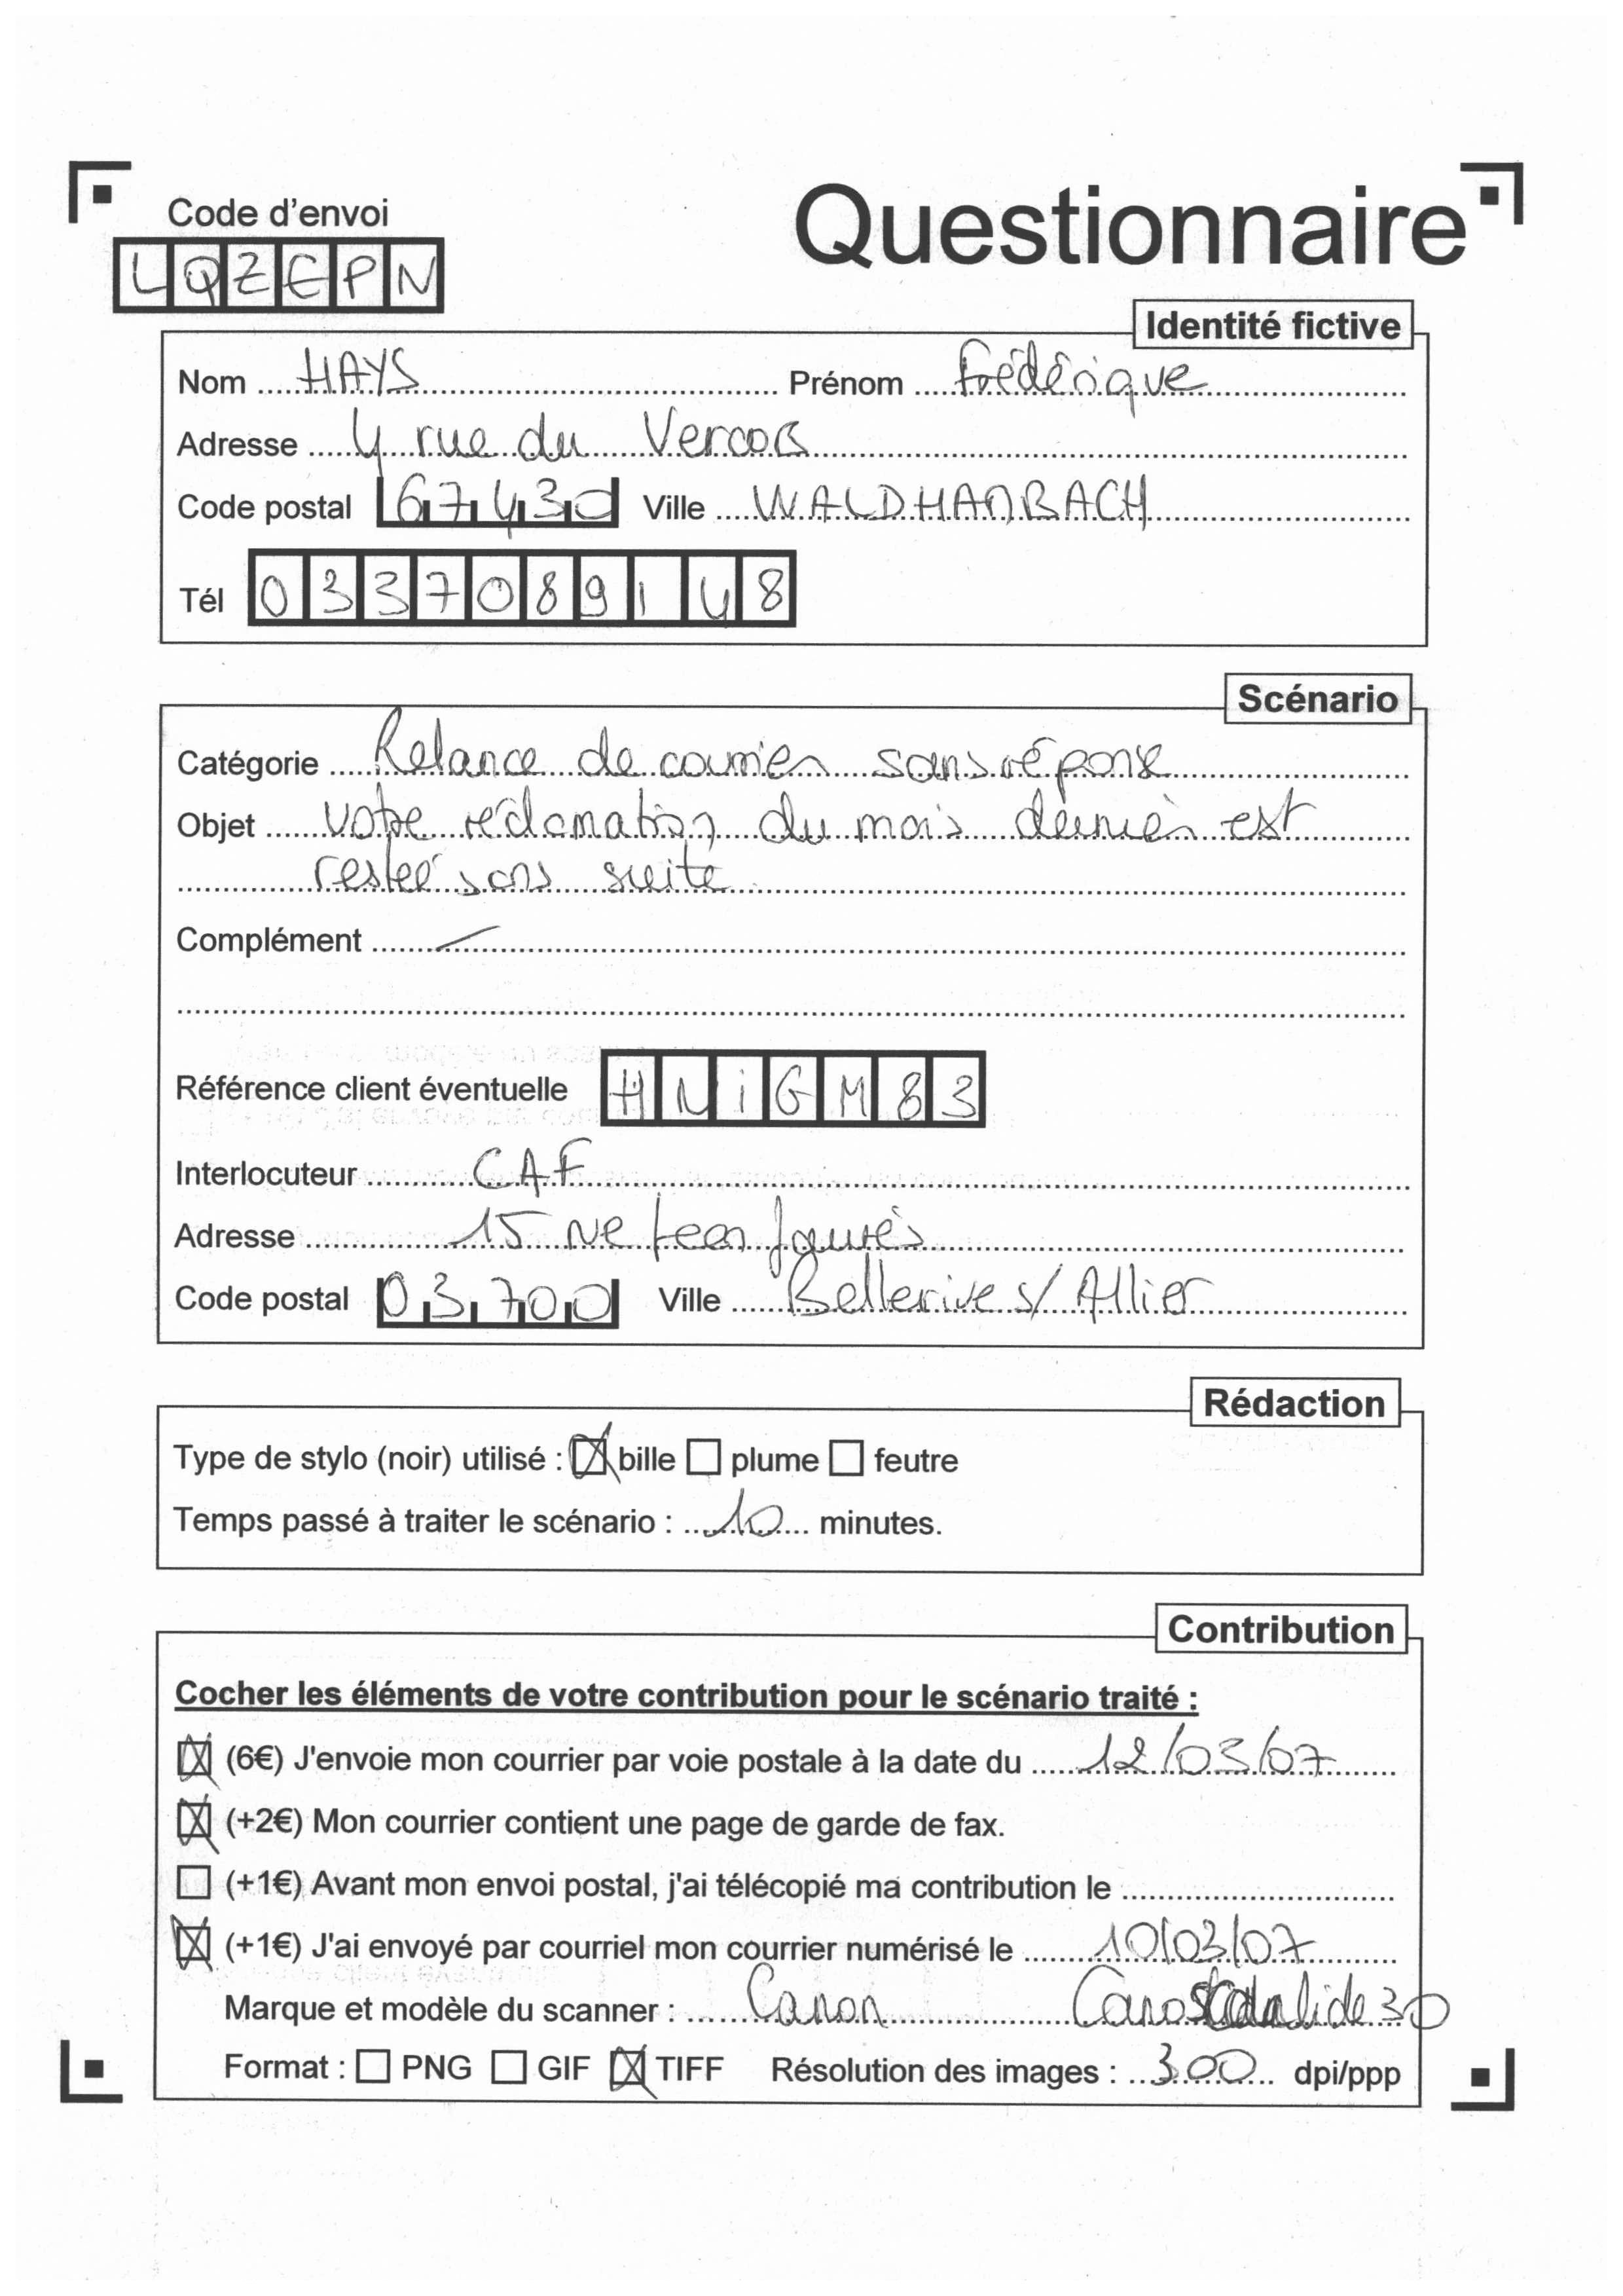 Code d'envoi
Questionnaire
LQZEPN
Identité fictive
Nom HAYS Prénom Frédérique
Adresse 4 rue du Vercors
Code postal 67430 Ville WALDHAMBACH
Tél 0337089148
Scénario
Catégorie Relance de courrier sans réponse
Objet votre réclamation du mois dernier est
restée sans suite
Complément /
Référence client éventuelle HNiGM83
Interlocuteur CAF
Adresse 15 rue Jean Jaurès
Code postal 03700 Ville Bellerive s/ Allier
Rédaction
Type de stylo (noir) utilisé : ☒ bille ☐ plume ☐ feutre
Temps passé à traiter le scénario : 10 minutes.
Contribution
Cocher les éléments de votre contribution pour le scénario traité :
☒ (6€) J'envoie mon courrier par voie postale à la date du 12/03/07
☒ (+2€) Mon courrier contient une page de garde de fax.
☐ (+1€) Avant mon envoi postal, j'ai télécopié ma contribution le
☒ (+1€) J'ai envoyé par courriel mon courrier numérisé le 10/03/07
Marque et modèle du scanner : Canon lide 30
Format : ☐ PNG ☐ GIF ☒ TIFF Résolution des images : 300 dpi/ppp